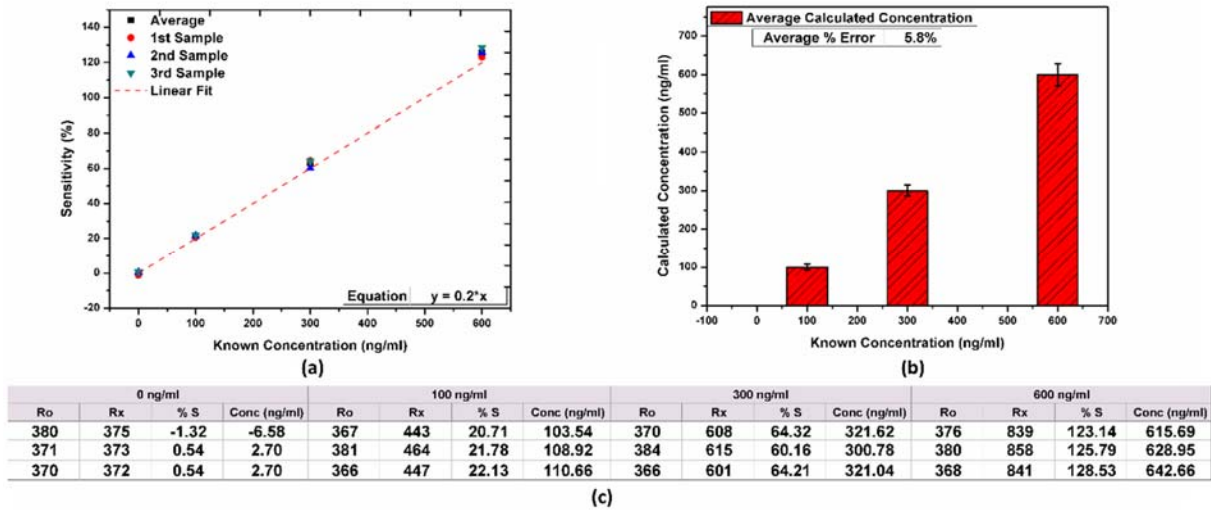 Average
1st Sample
2nd Sample
3rd Sample
Linear Fit
140
120
100
80
60
40
20
0
-20
Sensitivity (%)
Equation y = 0.2*x
0 100 200 300 400 500 600
Known Concentration (ng/ml)
(a)
Average Calculated Concentration
Average % Error 5.8%
700
600
500
400
300
200
100
0
Calculated Concentration (ng/ml)
-100 0 100 200 300 400 500 600 700
Known Concentration (ng/ml)
(b)
0 ng/ml 100 ng/ml 300 ng/ml 600 ng/ml
Ro Rx % S Conc (ng/ml) Ro Rx % S Conc (ng/ml) Ro Rx % S Conc (ng/ml) Ro Rx % S Conc (ng/ml)
380 375 -1.32 -6.58 367 443 20.71 103.54 370 608 64.32 321.62 376 839 123.14 615.69
371 373 0.54 2.70 381 464 21.78 108.92 384 615 60.16 300.78 380 858 125.79 628.95
370 372 0.54 2.70 366 447 22.13 110.66 366 601 64.21 321.04 368 841 128.53 642.66
(c)